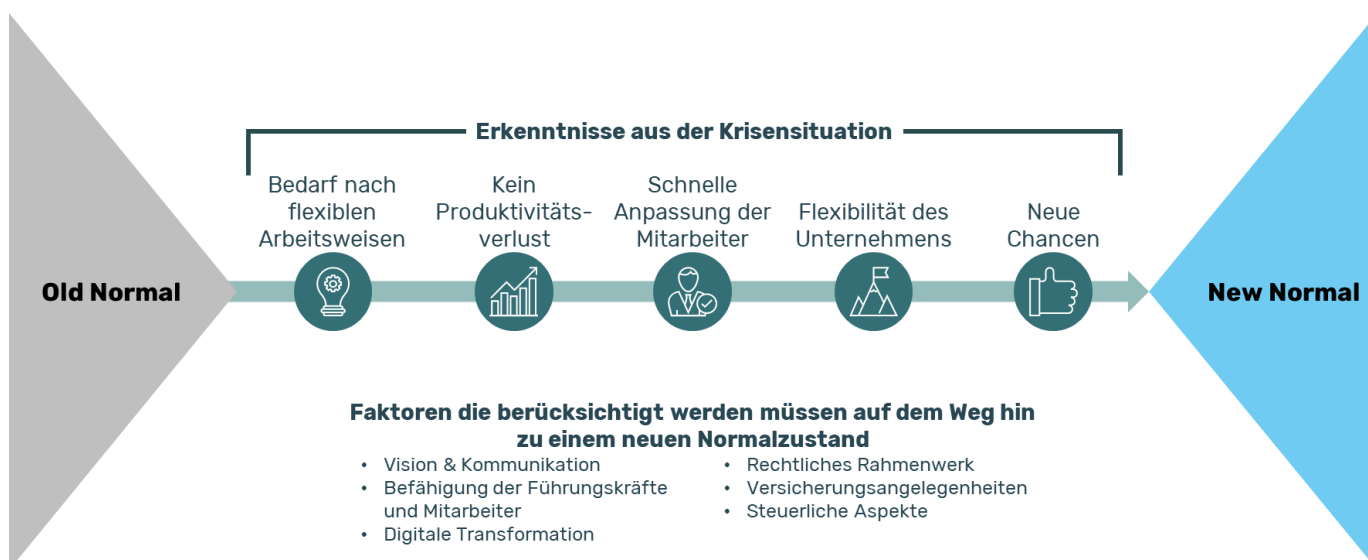 Erkenntnisse aus der Krisensituation
Bedarf nach
flexiblen
Arbeitsweisen
Kein
Produktivitäts-
verlust
Schnelle
Anpassung der
Mitarbeiter
Flexibilität des
Unternehmens
Neue
Chancen
Old Normal
New Normal
Faktoren die berücksichtigt werden müssen auf dem Weg hin
zu einem neuen Normalzustand
• Vision & Kommunikation
• Befähigung der Führungskräfte
und Mitarbeiter
• Digitale Transformation
• Rechtliches Rahmenwerk
• Versicherungsangelegenheiten
• Steuerliche Aspekte